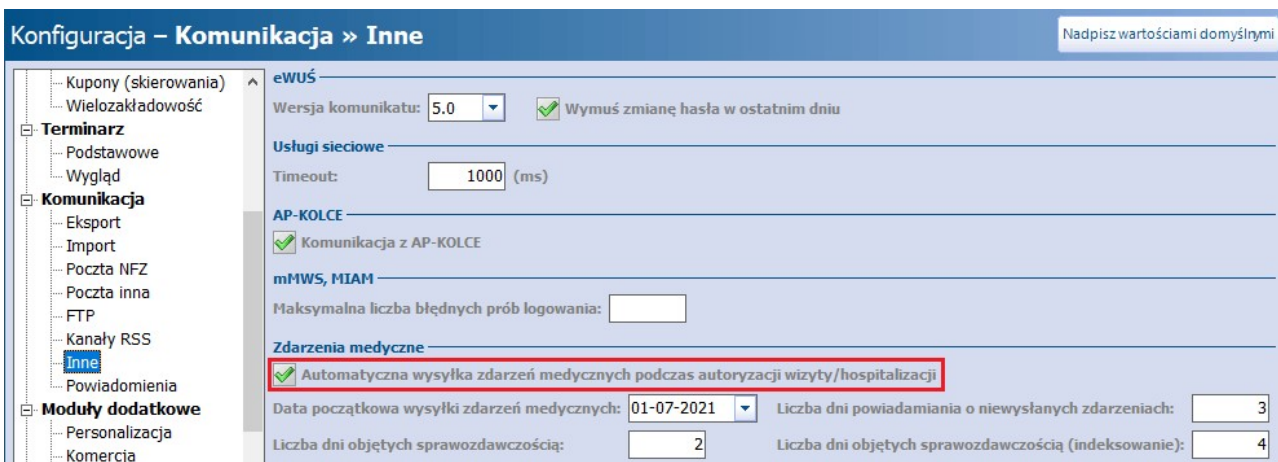 Konfiguracja – Komunikacja » Inne
Nadpisz wartościami domyślnymi
Kupony (skierowania)
Wielozakładowość
Terminarz
Podstawowe
Wygląd
Komunikacja
Eksport
Import
Poczta NFZ
Poczta inna
FTP
Kanały RSS
Inne
Powiadomienia
Moduły dodatkowe
Personalizacja
Komercja
eWUŚ
Wersja komunikatu: 5.0 Wymuś zmianę hasła w ostatnim dniu
Usługi sieciowe
Timeout: 1000 (ms)
AP-KOLCE
Komunikacja z AP-KOLCE
mMWS, MIAM
Maksymalna liczba błędnych prób logowania:
Zdarzenia medyczne
Automatyczna wysyłka zdarzeń medycznych podczas autoryzacji wizyty/hospitalizacji
Data początkowa wysyłki zdarzeń medycznych: 01-07-2021 Liczba dni powiadamiania o niewysłanych zdarzeniach: 3
Liczba dni objętych sprawozdawczością: 2 Liczba dni objętych sprawozdawczością (indeksowanie): 4